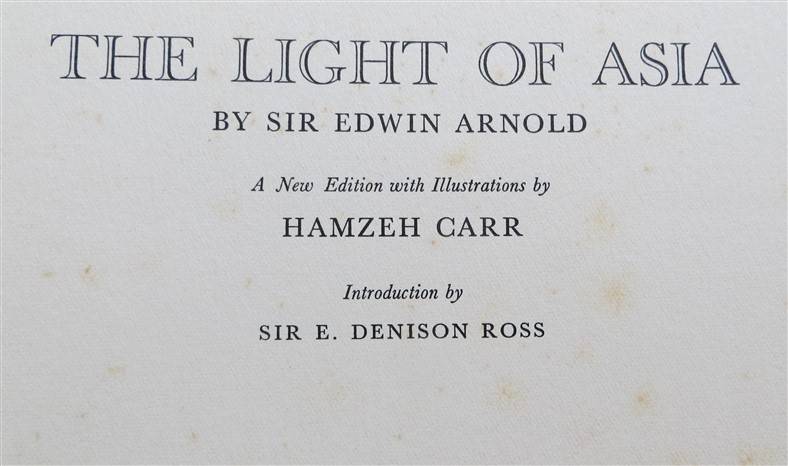 THE LIGHT OF ASIA
BY SIR EDWIN ARNOLD
A New Edition with Illustrations by
HAMZEH CARR
Introduction by
SIR E. DENISON ROSS